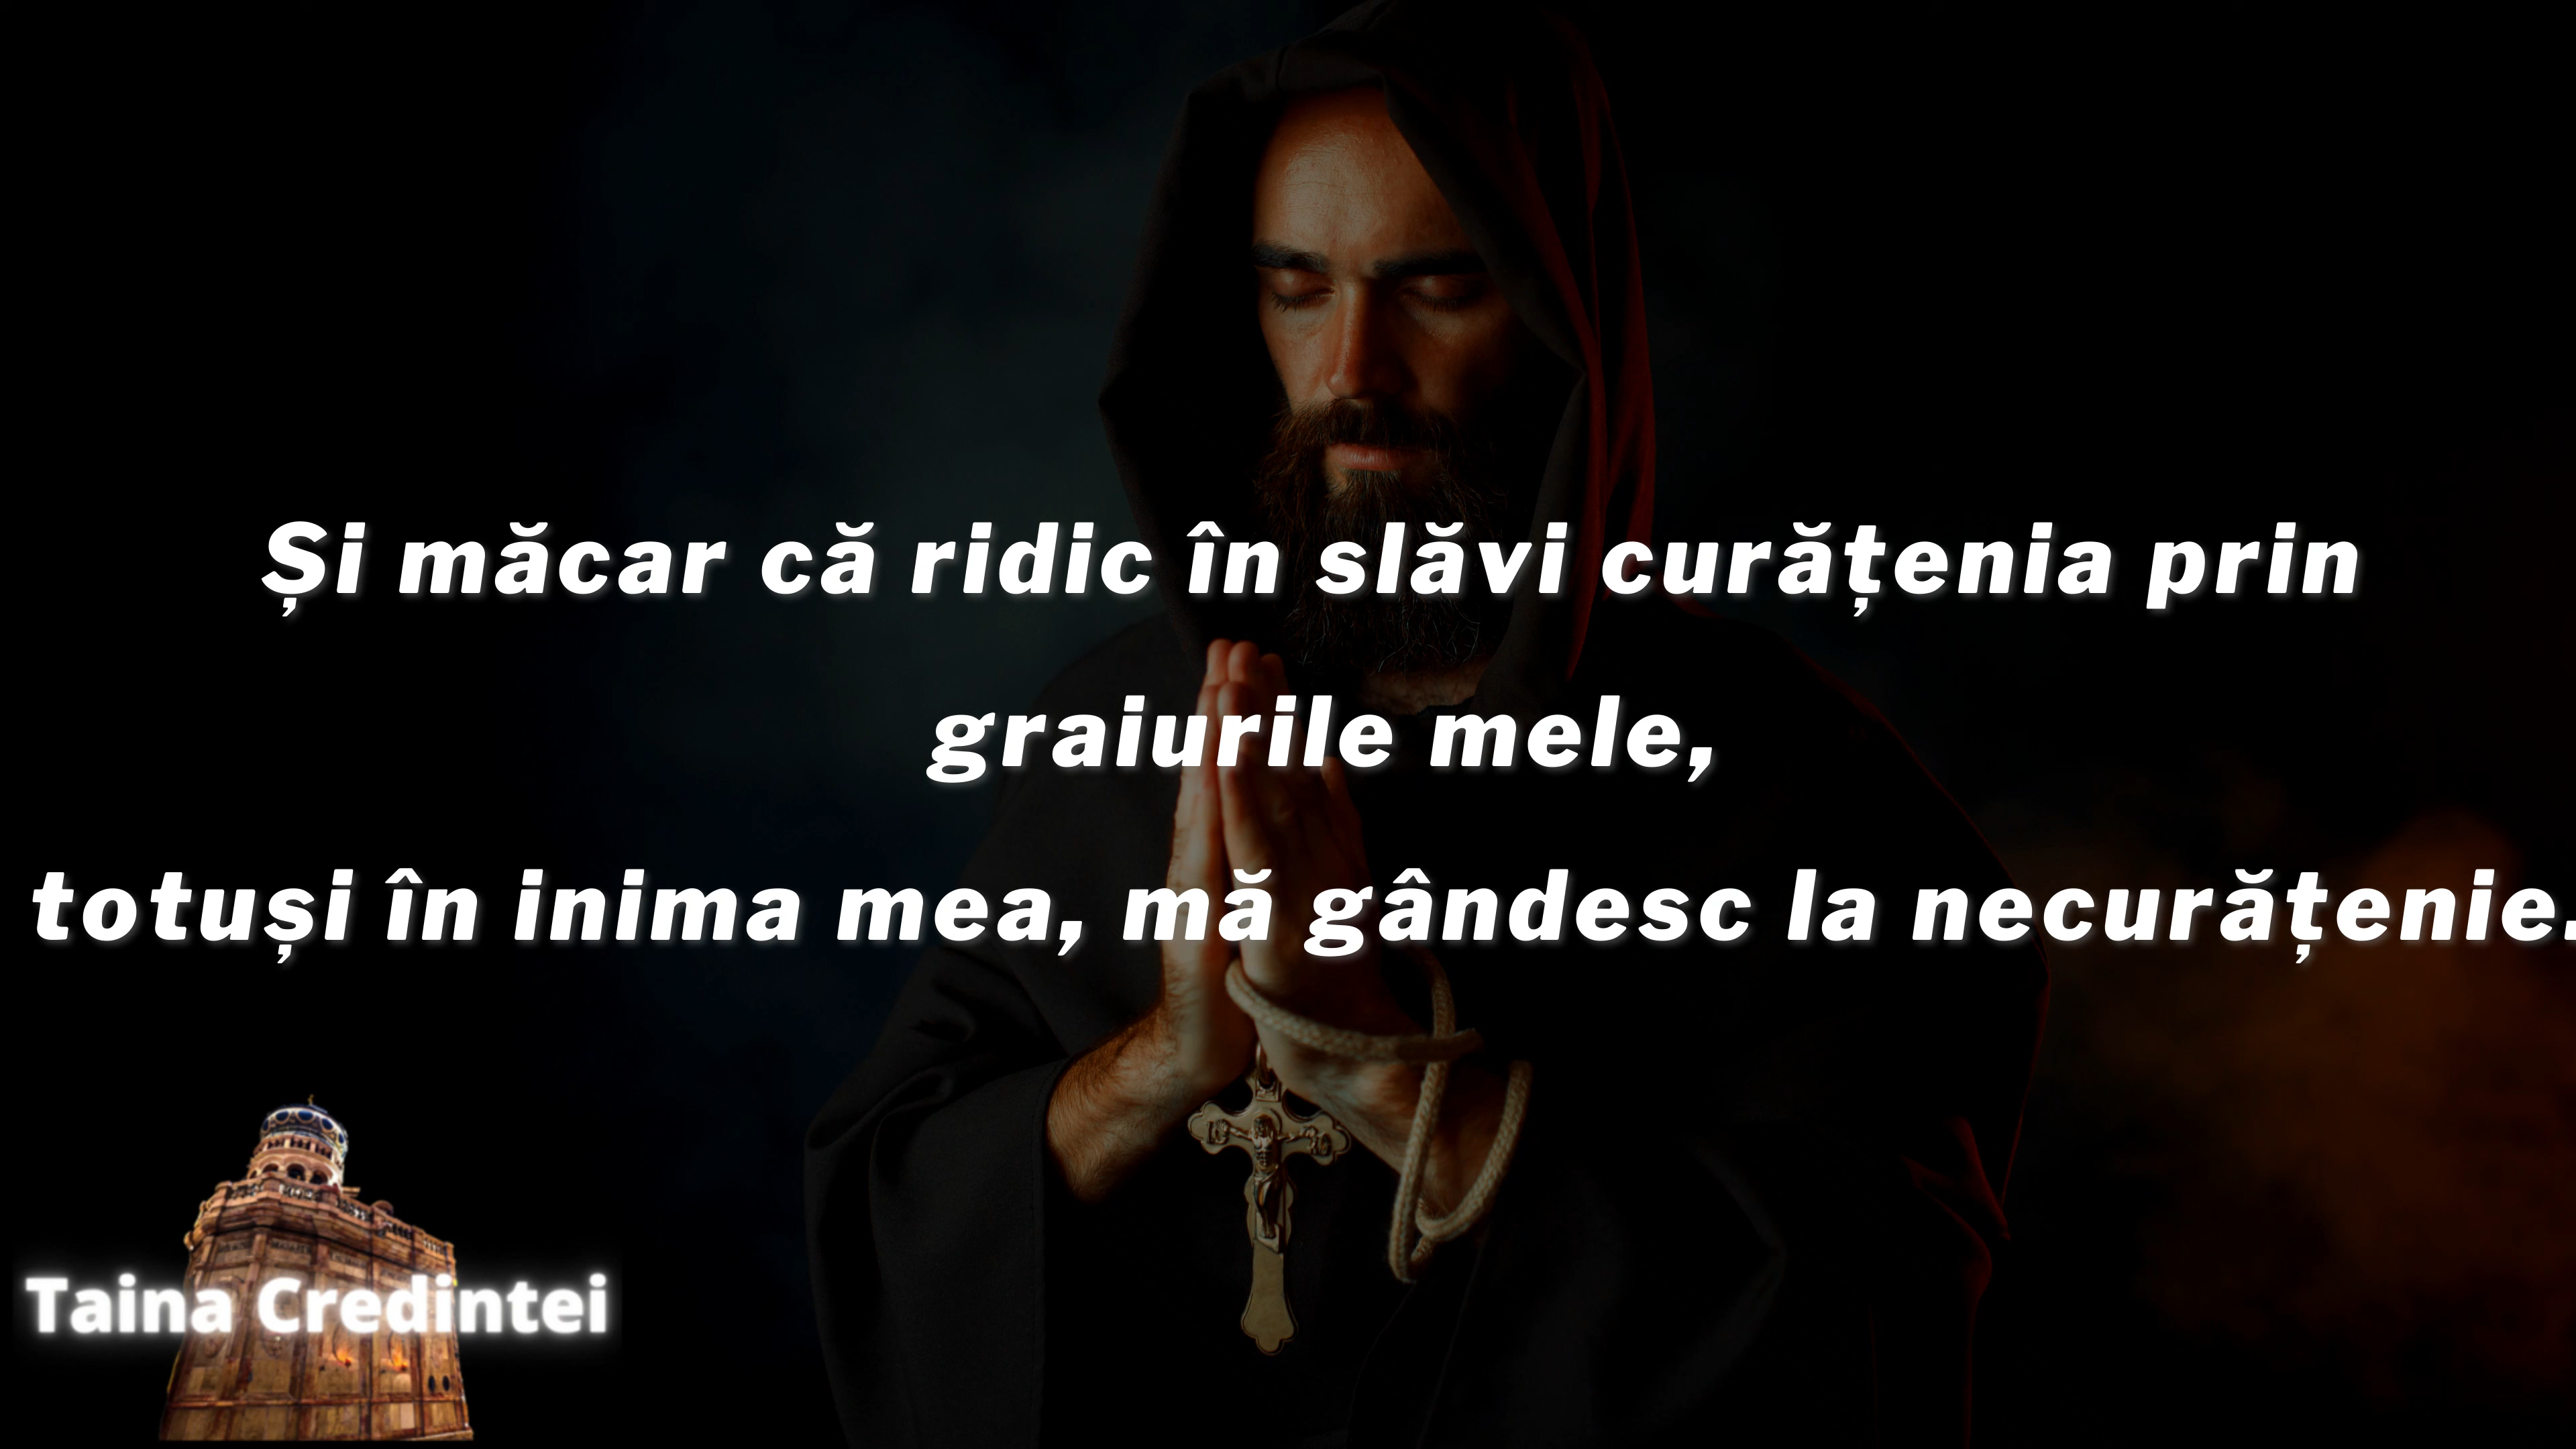 Și măcar că ridic în slăvi curățenia prin
graiurile mele,
totuși în inima mea, mă gândesc la necurățenie.
Taina Credintei